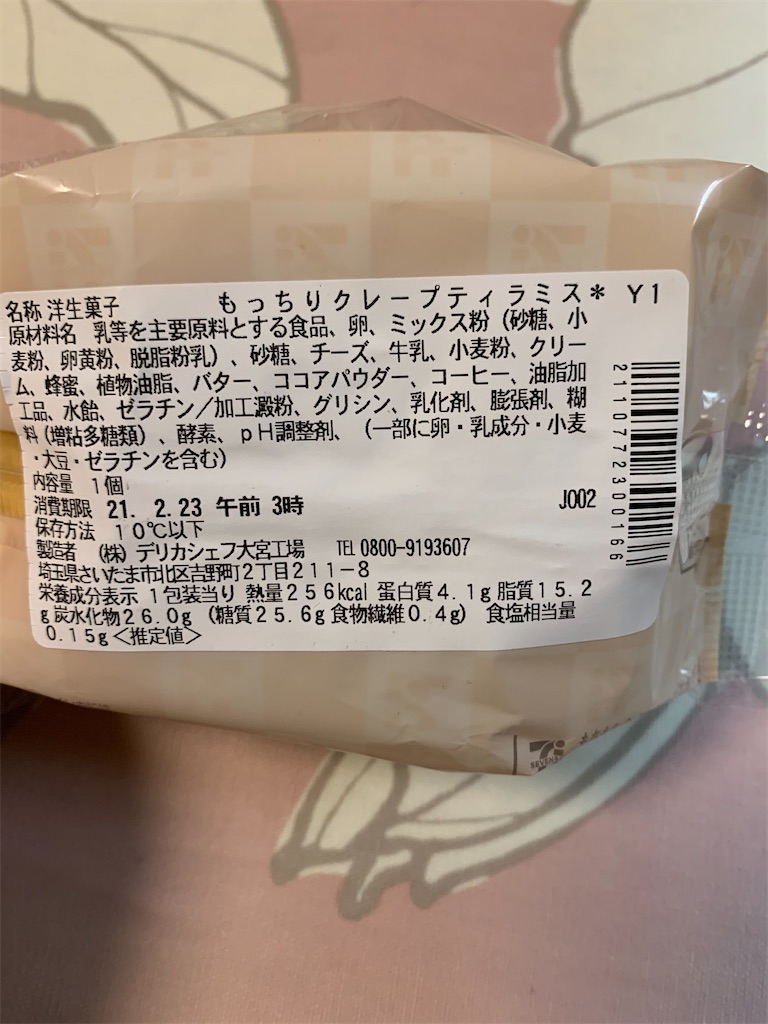 名称 洋生菓子 もっちりクレープティラミス* Y1
原材料名 乳等を主要原料とする食品、卵、ミックス粉（砂糖、小
麦粉、卵黄粉、脱脂粉乳）、砂糖、チーズ、牛乳、小麦粉、クリー
ム、蜂蜜、植物油脂、バター、ココアパウダー、コーヒー、油脂加
工品、水飴、ゼラチン／加工澱粉、グリシン、乳化剤、膨張剤、糊
料（増粘多糖類）、酵素、pH調整剤、（一部に卵・乳成分・小麦
・大豆・ゼラチンを含む）
内容量 1個
消費期限 21. 2.23 午前 3時 J002
保存方法 10℃以下
製造者 （株）デリカシェフ大宮工場 TEL 0800-9193607
埼玉県さいたま市北区吉野町2丁目211-8
栄養成分表示 1包装当り 熱量256kcal 蛋白質4.1g 脂質15.2
g 炭水化物26.0g （糖質25.6g 食物繊維0.4g） 食塩相当量
0.15g＜推定値＞
2110772300166